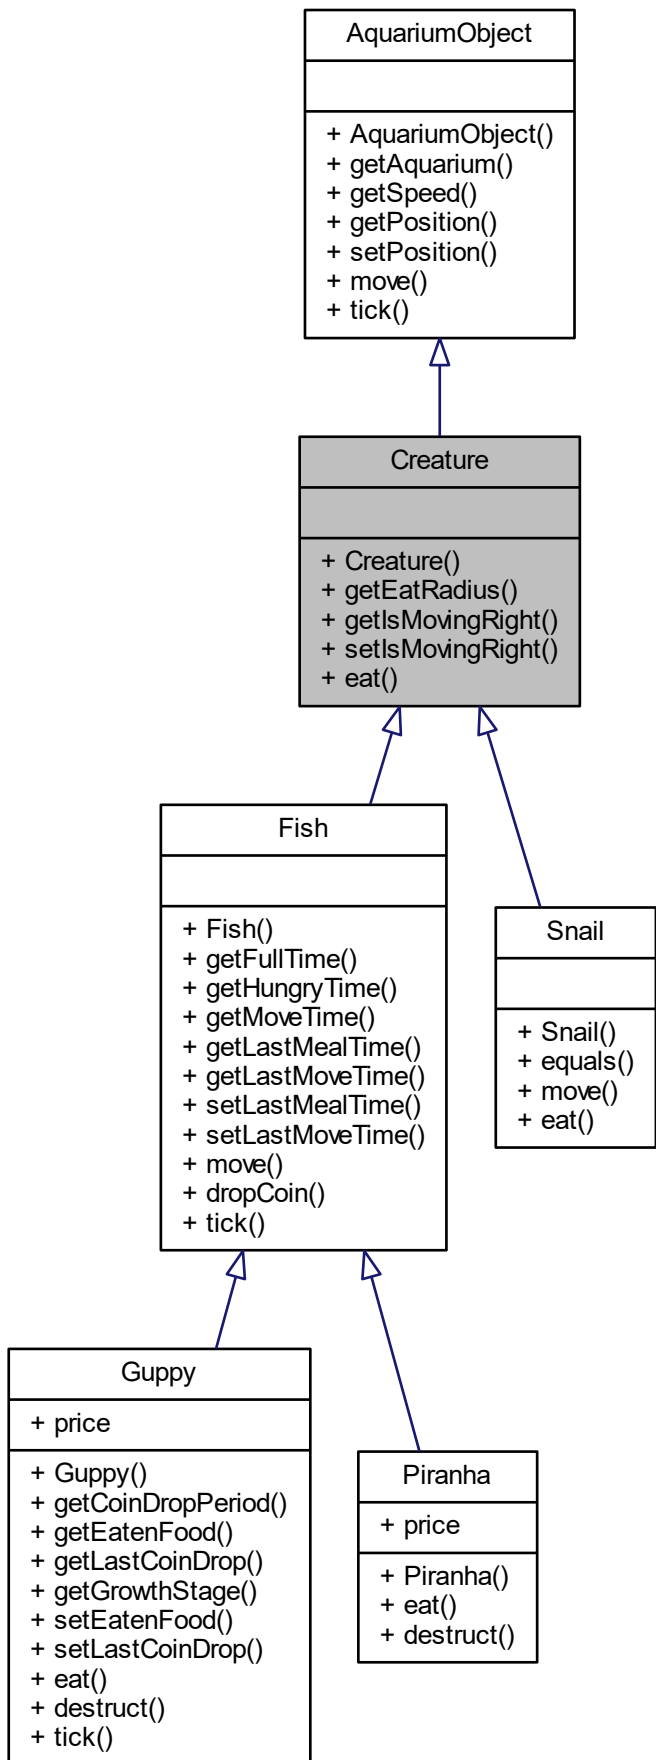 AquariumObject
+ AquariumObject()
+ getAquarium()
+ getSpeed()
+ getPosition()
+ setPosition()
+ move()
+ tick()
Creature
+ Creature()
+ getEatRadius()
+ getIsMovingRight()
+ setIsMovingRight()
+ eat()
Fish
+ Fish()
+ getFullTime()
+ getHungryTime()
+ getMoveTime()
+ getLastMealTime()
+ getLastMoveTime()
+ setLastMealTime()
+ setLastMoveTime()
+ move()
+ dropCoin()
+ tick()
Snail
+ Snail()
+ equals()
+ move()
+ eat()
Guppy
+ price
+ Guppy()
+ getCoinDropPeriod()
+ getEatenFood()
+ getLastCoinDrop()
+ getGrowthStage()
+ setEatenFood()
+ setLastCoinDrop()
+ eat()
+ destruct()
+ tick()
Piranha
+ price
+ Piranha()
+ eat()
+ destruct()